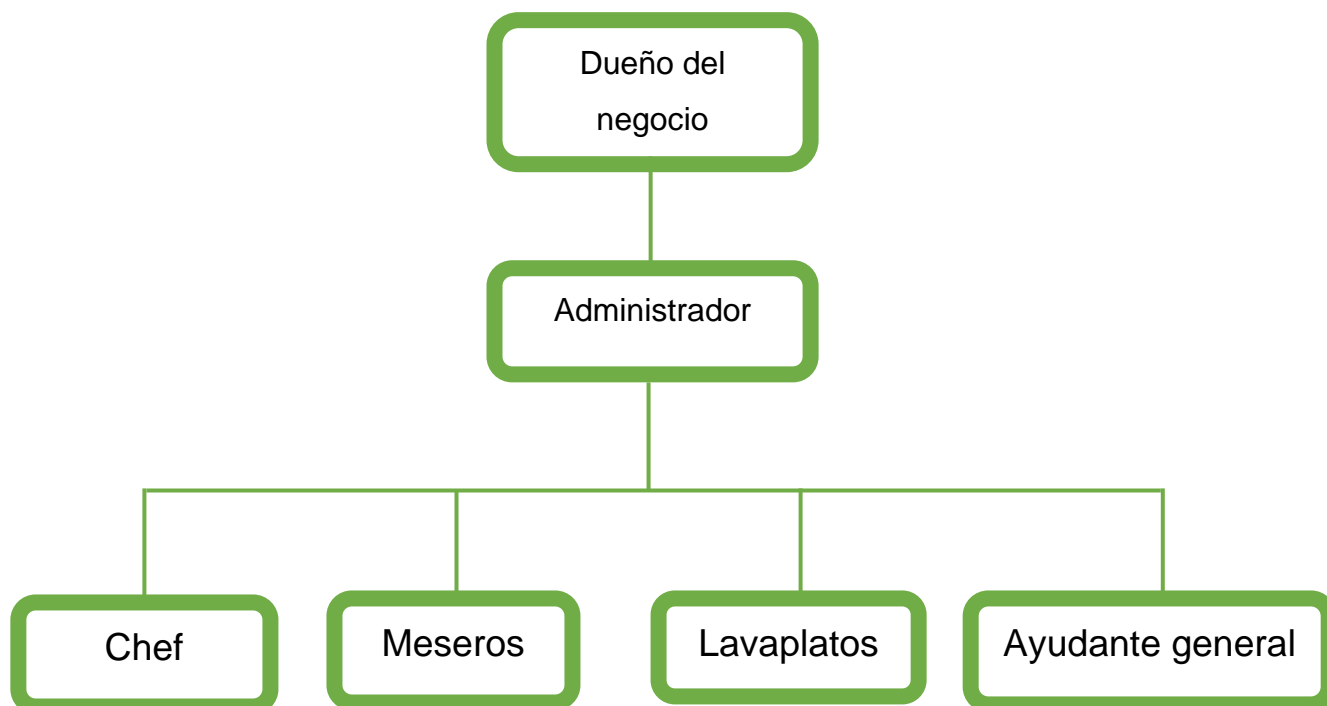 Dueño del
negocio
Administrador
Chef
Meseros
Lavaplatos
Ayudante general